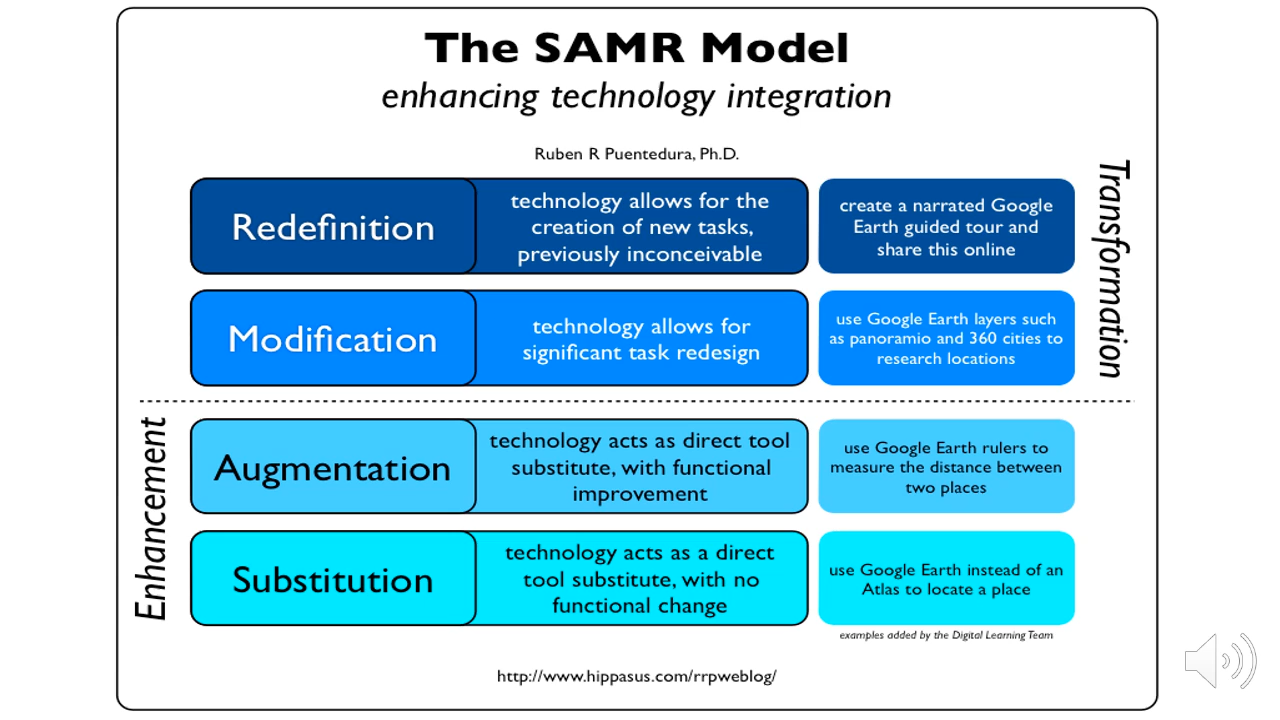 The SAMR Model
enhancing technology integration
Ruben R Puentedura, Ph.D.
Transformation
Redefinition
technology allows for the
creation of new tasks,
previously inconceivable
create a narrated Google
Earth guided tour and
share this online
Modification
technology allows for
significant task redesign
use Google Earth layers such
as panoramio and 360 cities to
research locations
Enhancement
Augmentation
technology acts as direct tool
substitute, with functional
improvement
use Google Earth rulers to
measure the distance between
two places
Substitution
technology acts as a direct
tool substitute, with no
functional change
use Google Earth instead of an
Atlas to locate a place
examples added by the Digital Learning Team
http://www.hippasus.com/rrpweblog/